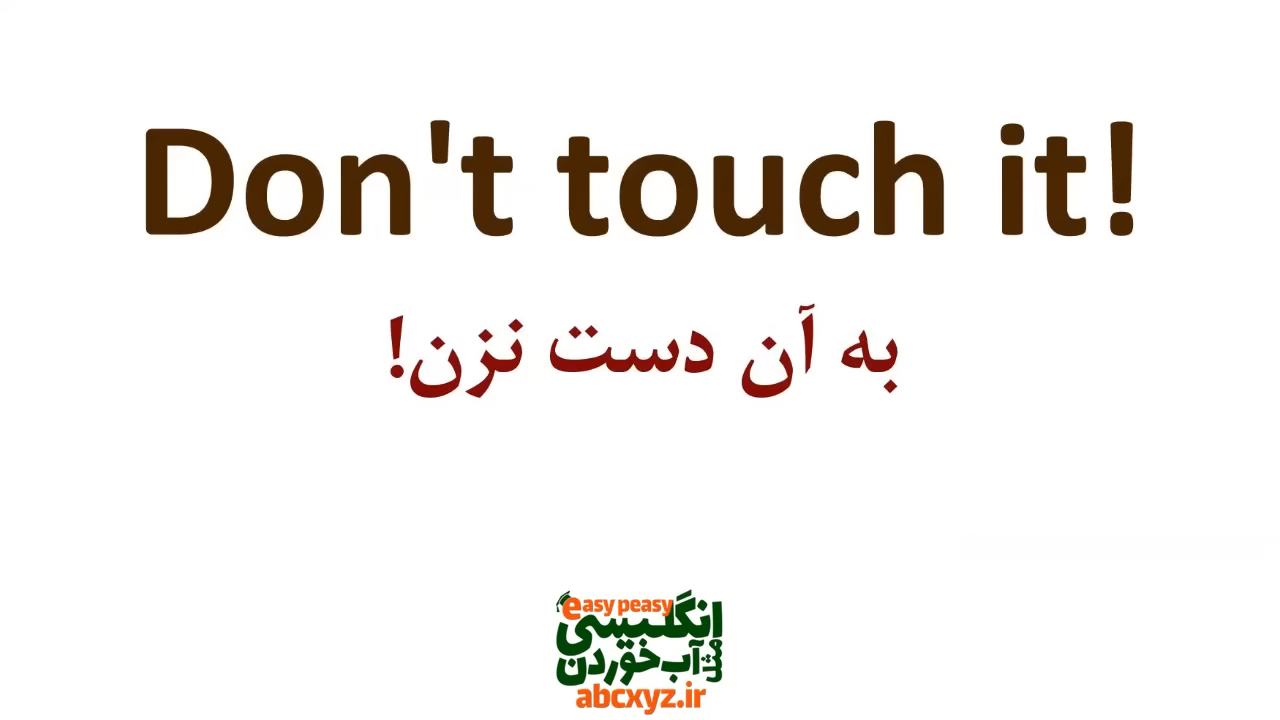 Don't touch it!
به آن دست نزن!
easy peasy
انگلیسی
مثل آب خوردن
abcxyz.ir